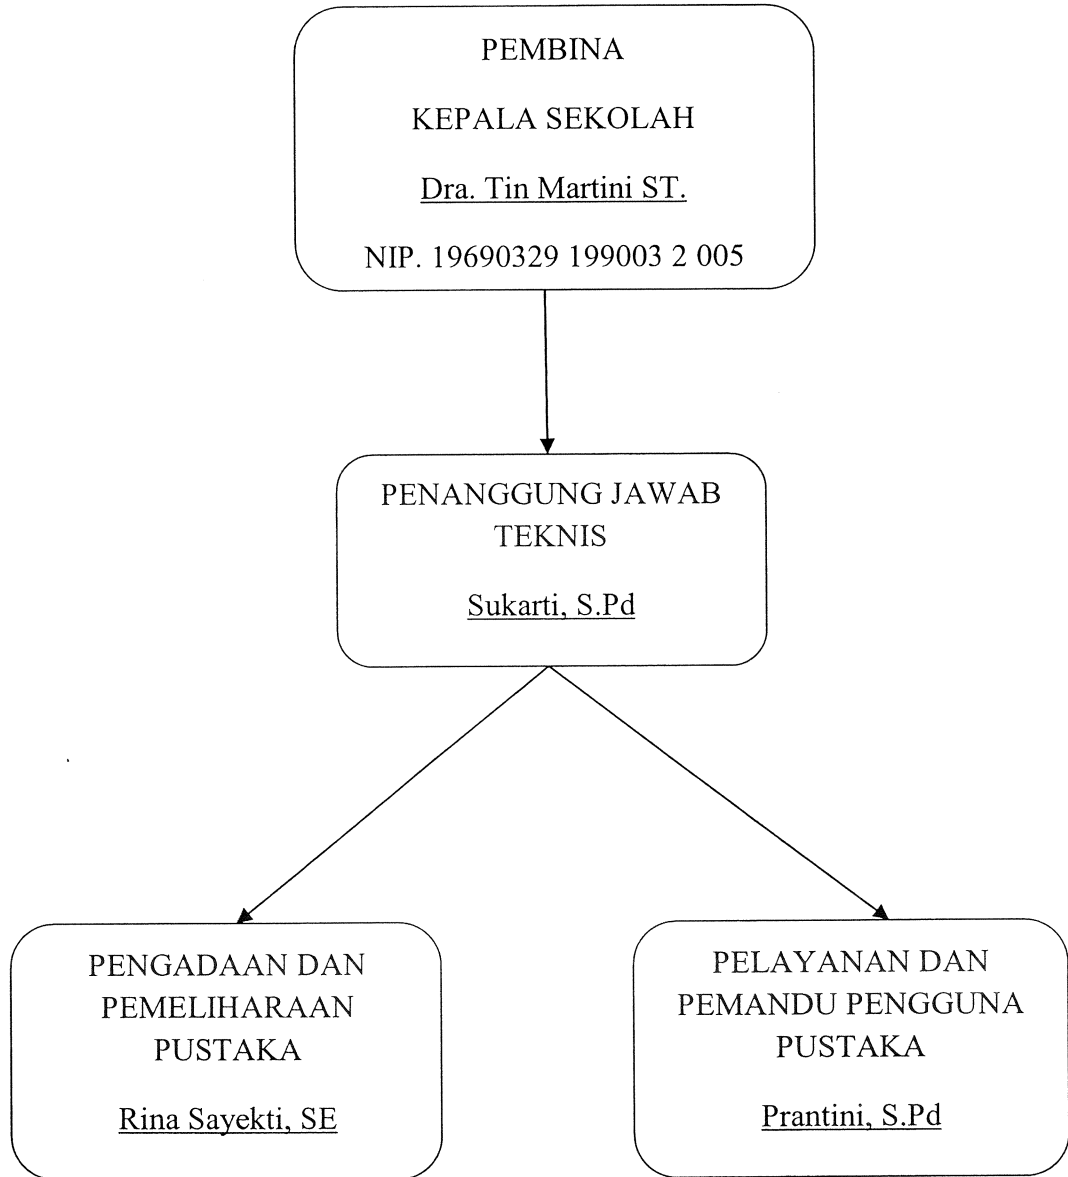 PEMBINA
KEPALA SEKOLAH
Dra. Tin Martini ST.
NIP. 19690329 199003 2 005
PENANGGUNG JAWAB
TEKNIS
Sukarti, S.Pd
PENGADAAN DAN
PEMELIHARAAN
PUSTAKA
Rina Sayekti, SE
PELAYANAN DAN
PEMANDU PENGGUNA
PUSTAKA
Prantini, S.Pd